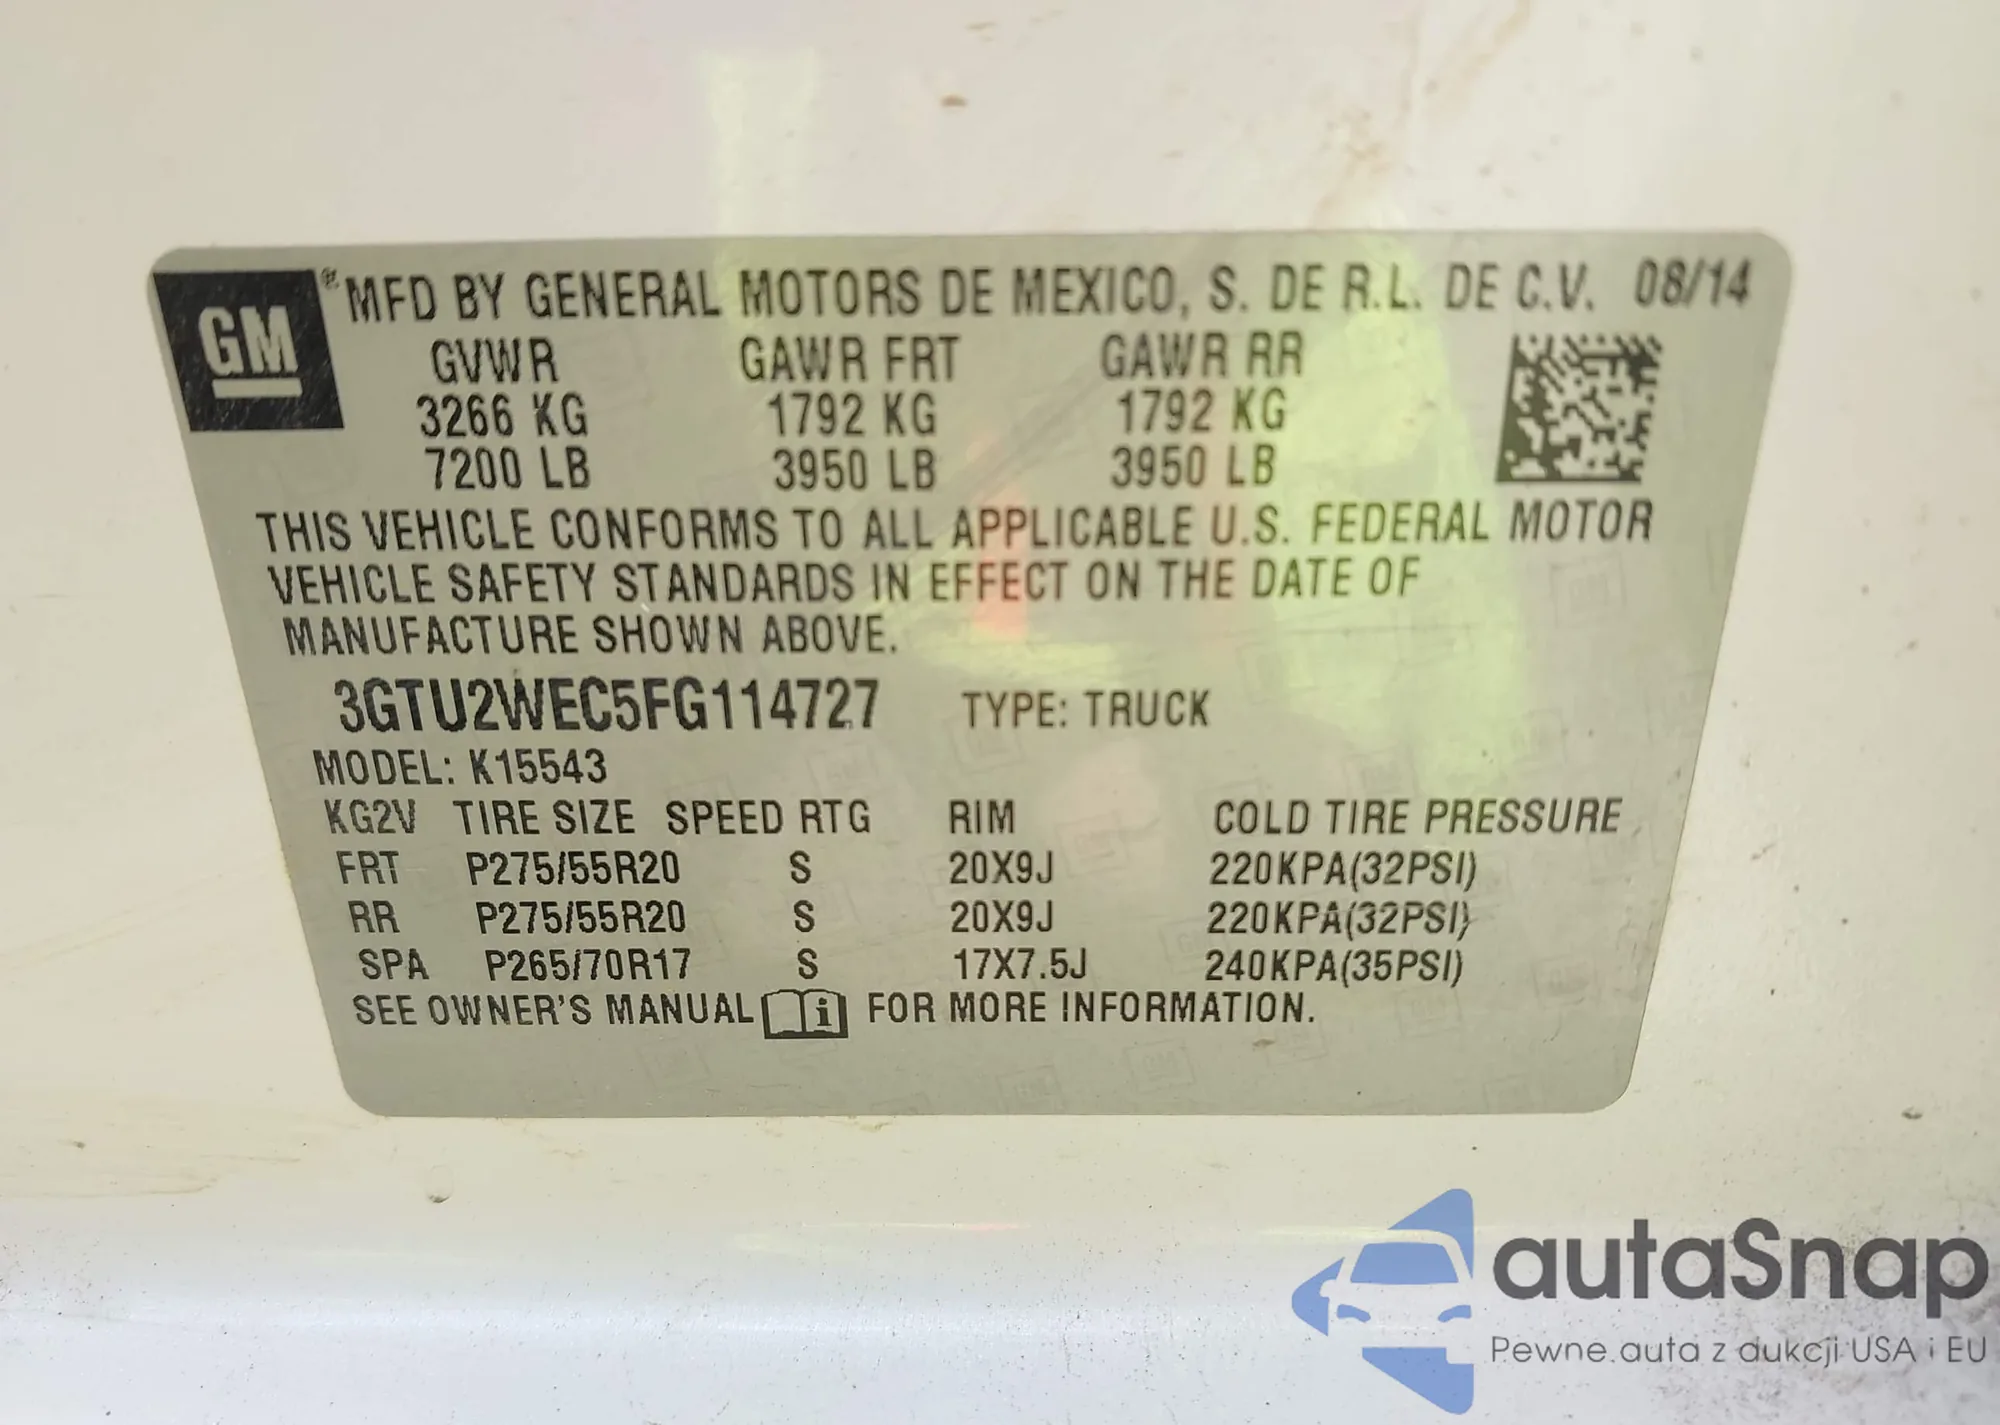 GM ® MFD BY GENERAL MOTORS DE MEXICO, S. DE R.L. DE C.V. 08/14
GVWR GAWR FRT GAWR RR
3266 KG 1792 KG 1792 KG
7200 LB 3950 LB 3950 LB
THIS VEHICLE CONFORMS TO ALL APPLICABLE U.S. FEDERAL MOTOR
VEHICLE SAFETY STANDARDS IN EFFECT ON THE DATE OF
MANUFACTURE SHOWN ABOVE.
3GTU2WEC5FG114727 TYPE: TRUCK
MODEL: K15543
KG2V TIRE SIZE SPEED RTG RIM COLD TIRE PRESSURE
FRT P275/55R20 S 20X9J 220KPA(32PSI)
RR P275/55R20 S 20X9J 220KPA(32PSI)
SPA P265/70R17 S 17X7.5J 240KPA(35PSI)
SEE OWNER'S MANUAL i FOR MORE INFORMATION.
autaSnap
Pewne auta z dukcji USA i EU